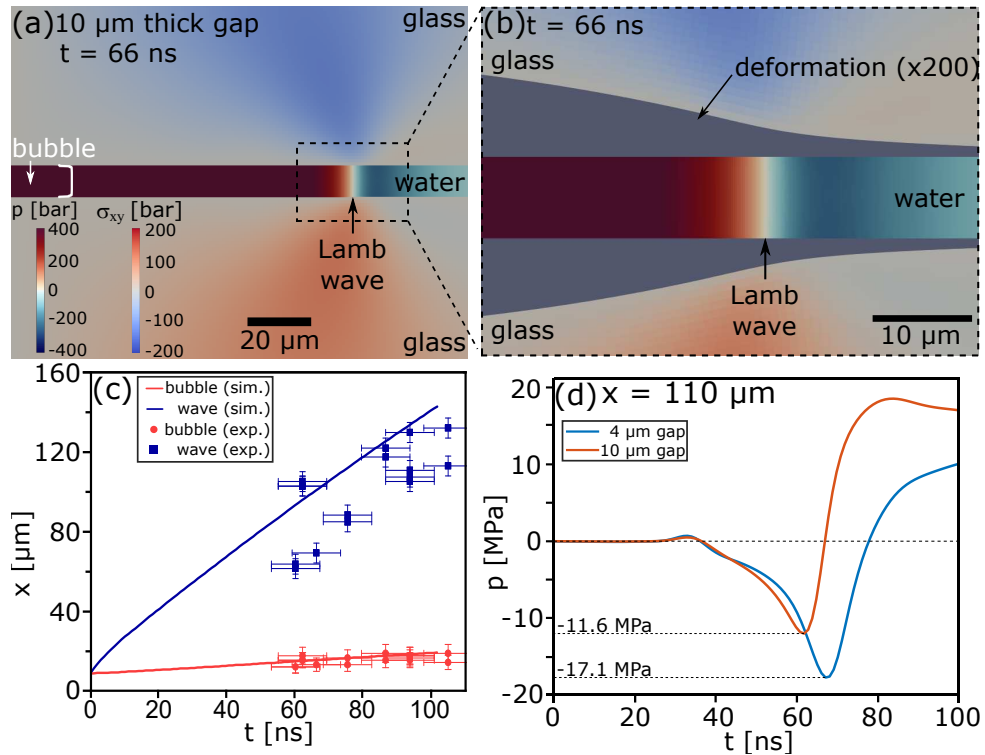 (a) 10 μm thick gap
t = 66 ns
glass
bubble
water
p [bar]
σxy [bar]
400
200
0
-200
-400
200
100
0
-100
-200
Lamb
wave
20 μm
glass
(b) t = 66 ns
glass
deformation (x200)
water
Lamb
wave
glass
10 μm
(c)
bubble (sim.)
wave (sim.)
bubble (exp.)
wave (exp.)
x [μm]
160
120
80
40
0
0 20 40 60 80 100
t [ns]
(d) x = 110 μm
4 μm gap
10 μm gap
p [MPa]
20
10
0
-10
-20
-11.6 MPa
-17.1 MPa
0 20 40 60 80 100
t [ns]